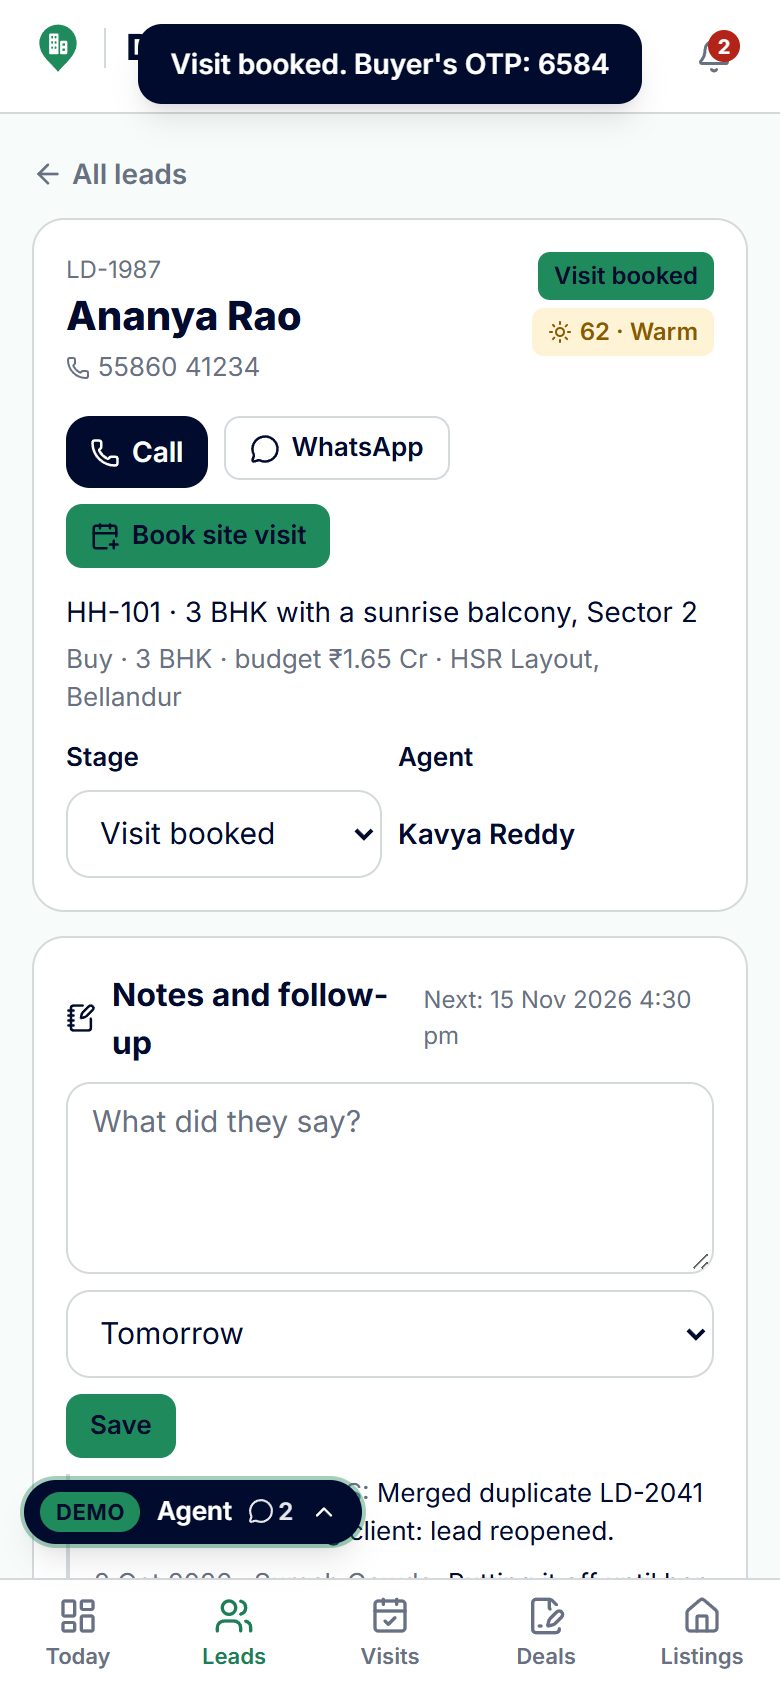 Visit booked. Buyer's OTP: 6584
2
All leads
LD-1987
Visit booked
Ananya Rao
62 · Warm
55860 41234
Call
WhatsApp
Book site visit
HH-101 · 3 BHK with a sunrise balcony, Sector 2
Buy · 3 BHK · budget ₹1.65 Cr · HSR Layout,
Bellandur
Stage
Agent
Visit booked
Kavya Reddy
Notes and follow-
up
Next: 15 Nov 2026 4:30
pm
What did they say?
Tomorrow
Save
Merged duplicate LD-2041
client: lead reopened.
DEMO Agent 2
Today
Leads
Visits
Deals
Listings